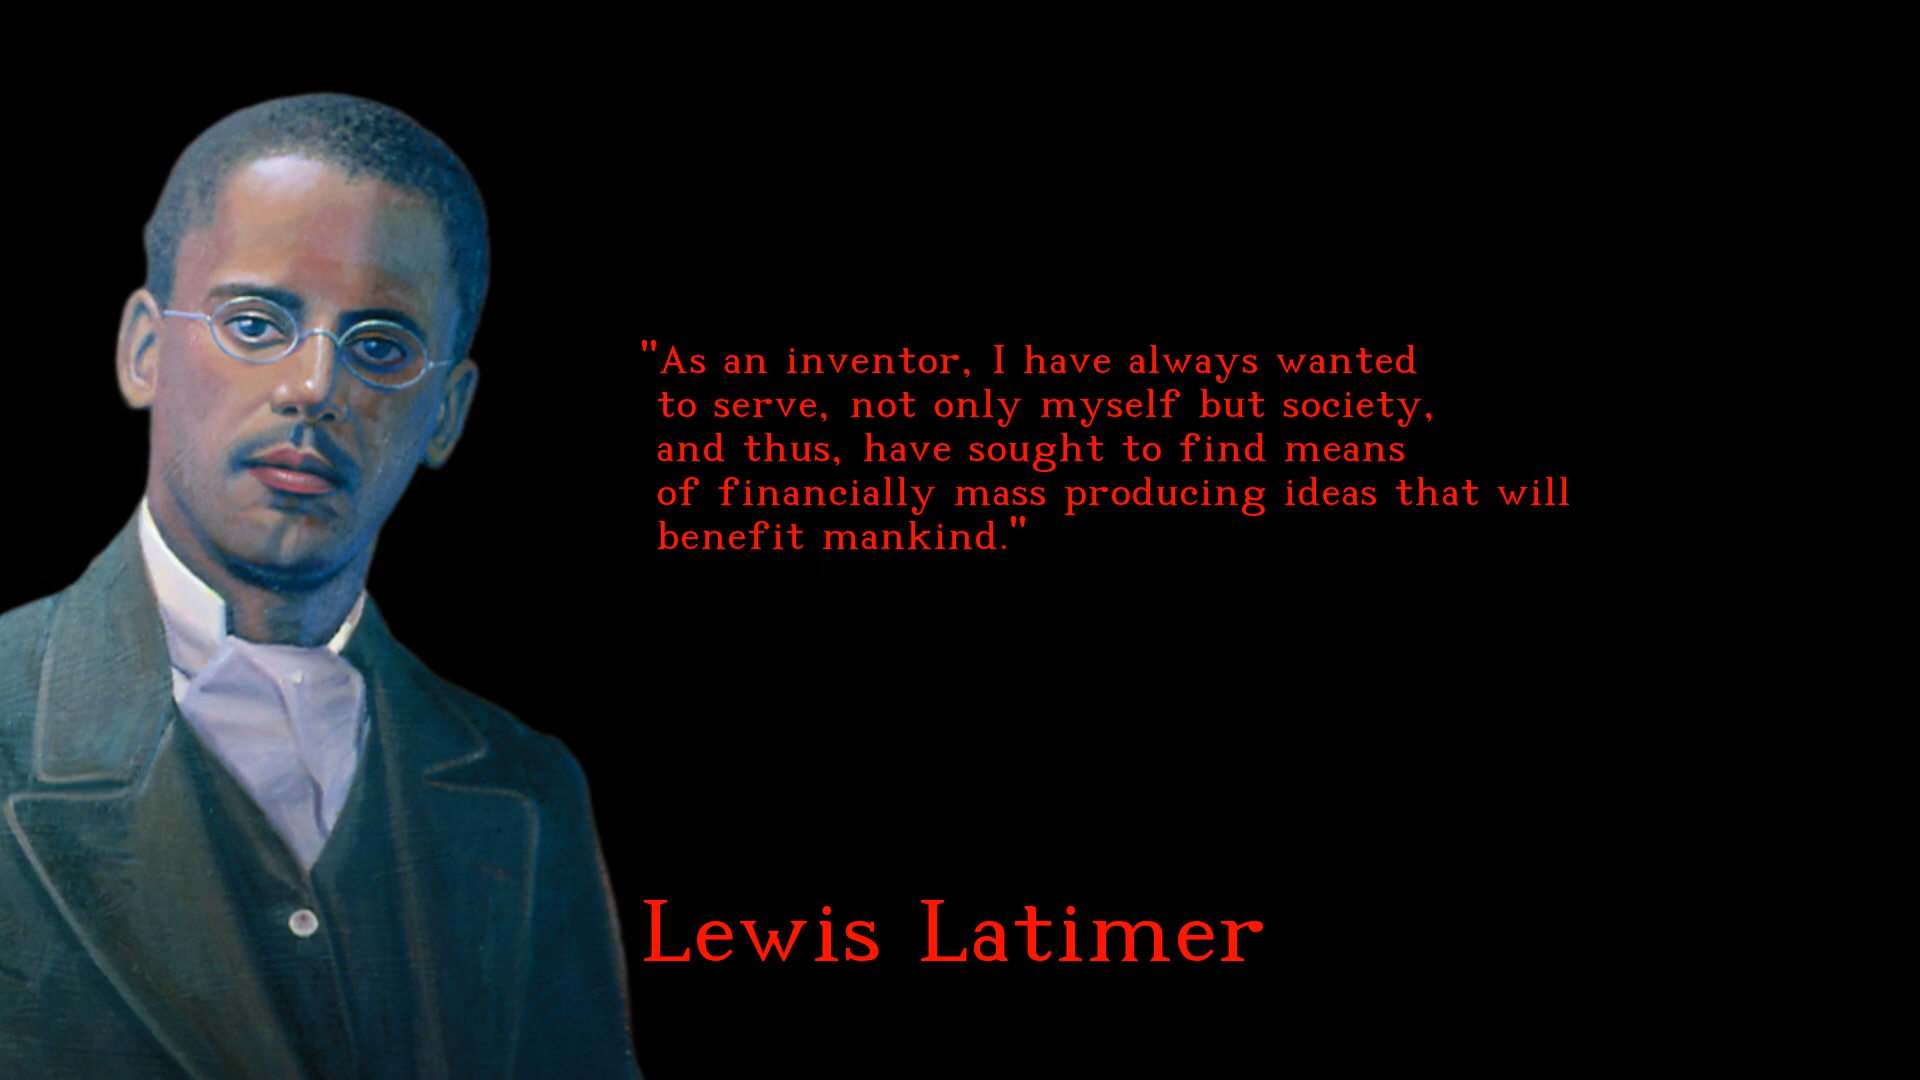 "As an inventor, I have always wanted
to serve, not only myself but society,
and thus, have sought to find means
of financially mass producing ideas that will
benefit mankind."
Lewis Latimer